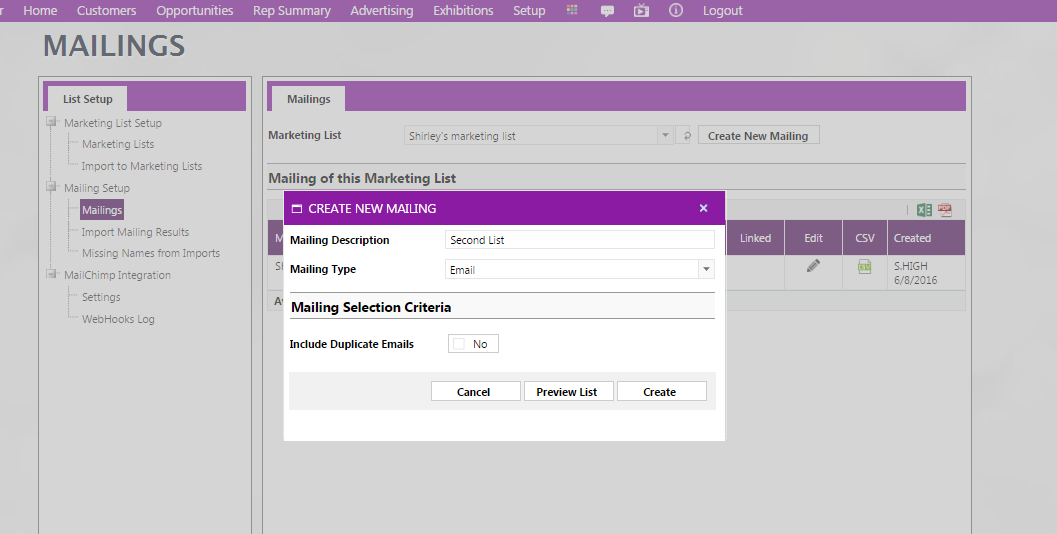 r Home Customers Opportunities Rep Summary Advertising Exhibitions Setup Logout
MAILINGS
List Setup
Marketing List Setup
Marketing Lists
Import to Marketing Lists
Mailing Setup
Mailings
Import Mailing Results
Missing Names from Imports
MailChimp Integration
Settings
WebHooks Log
Mailings
Marketing List Shirley's marketing list Create New Mailing
Mailing of this Marketing List
PDF
M Linked Edit CSV Created
S.HIGH
6/8/2016
CREATE NEW MAILING
Mailing Description Second List
Mailing Type Email
Mailing Selection Criteria
Include Duplicate Emails No
Cancel Preview List Create